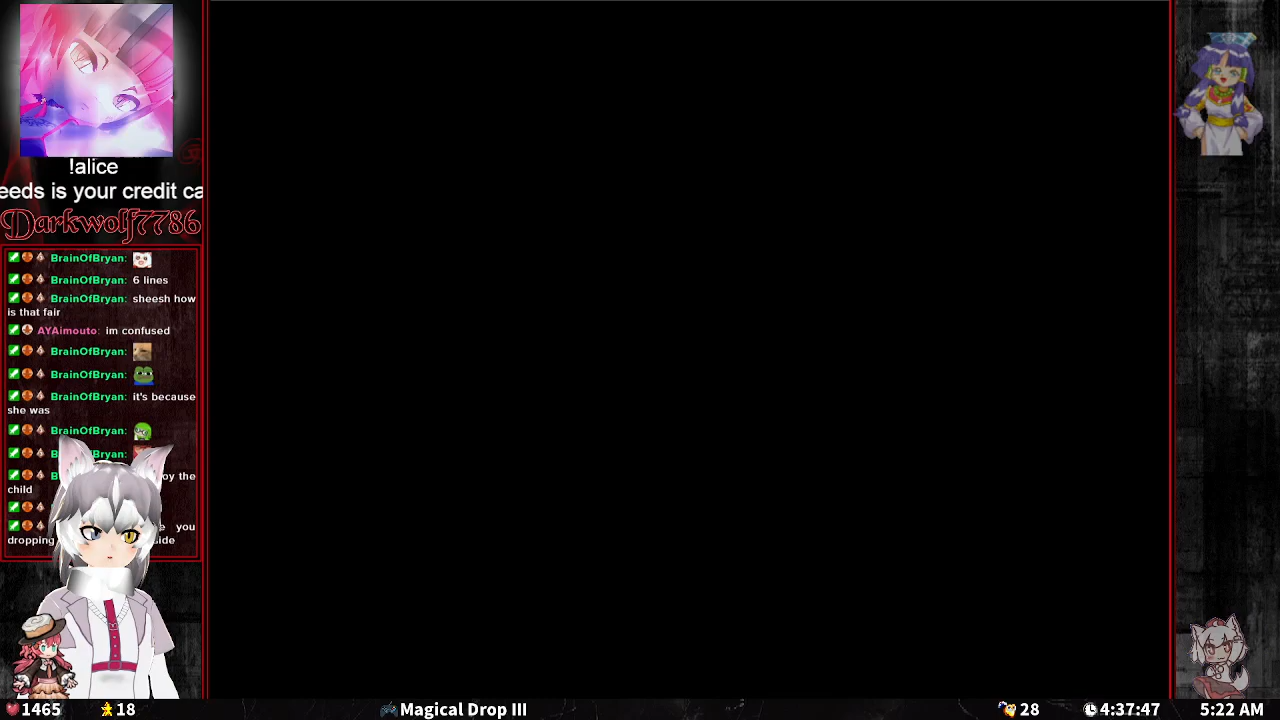 !alice
eeds is your credit ca
Darkwolf7786
BrainOfBryan:
BrainOfBryan: 6 lines
BrainOfBryan: sheesh how
is that fair
AYAimouto: im confused
BrainOfBryan:
BrainOfBryan:
BrainOfBryan: it's because
she was
BrainOfBryan:
BrainOfBryan:
oy the
child
you
dropping side
1465 18 Magical Drop III 28 4:37:47 5:22 AM